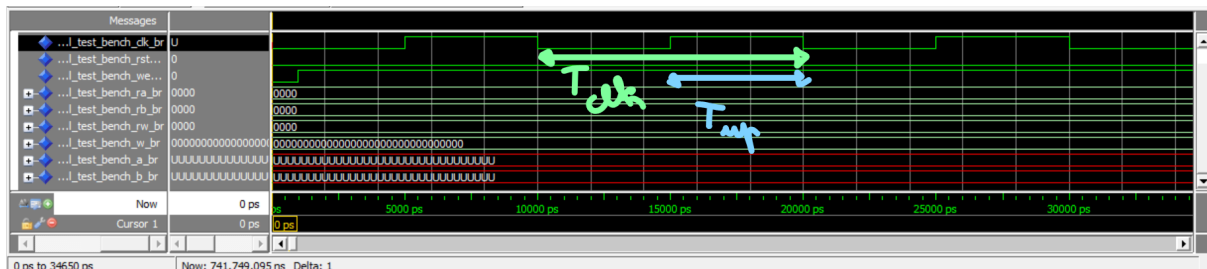 Messages
...l_test_bench_clk_br U
...l_test_bench_rst... 0
...l_test_bench_we... 0
...l_test_bench_ra_br 0000 0000
...l_test_bench_rb_br 0000 0000
...l_test_bench_rw_br 0000 0000
...l_test_bench_w_br 0000000000000000 00000000000000000000000000000000
...l_test_bench_a_br UUUUUUUUUUUUUU UUUUUUUUUUUUUUUUUUUUUUUUUUUUUUUU
...l_test_bench_b_br UUUUUUUUUUUUUU UUUUUUUUUUUUUUUUUUUUUUUUUUUUUUUU
T clk
T up
Now 0 ps ps 5000 ps 10000 ps 15000 ps 20000 ps 25000 ps 30000 ps
Cursor 1 0 ps 0 ps
0 ps to 34650 ps Now: 741,749,095 ns Delta: 1